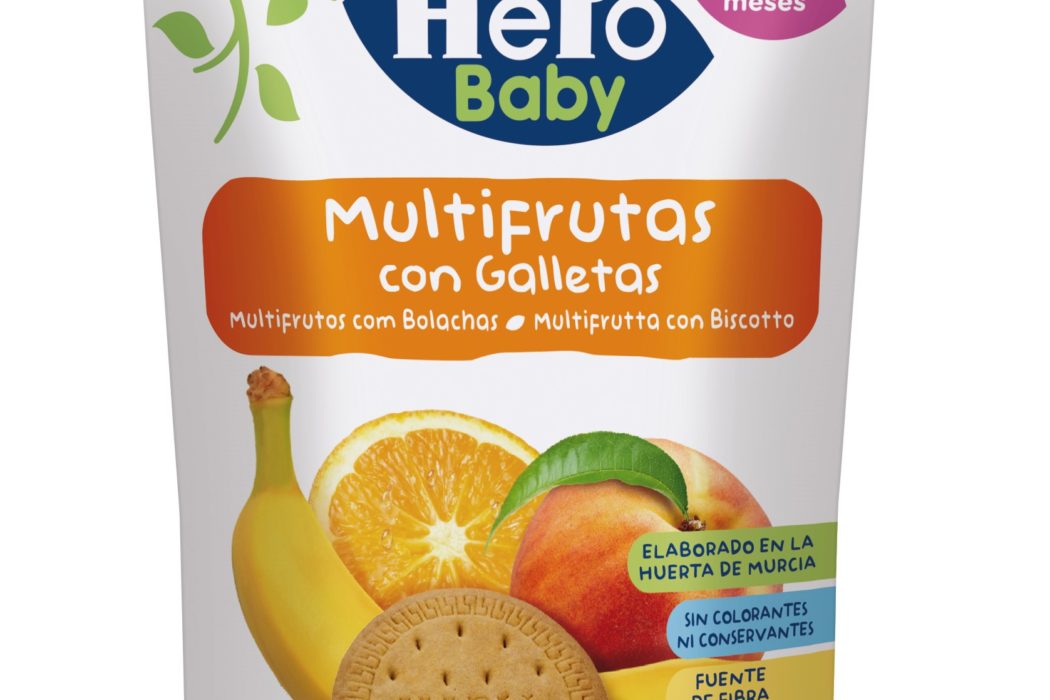 meses
Hero
Baby
Multifrutas
con Galletas
Multifrutos com Bolachas • Multifrutta con Biscotto
ELABORADO EN LA
HUERTA DE MURCIA
SIN COLORANTES
NI CONSERVANTES
FUENTE
DE FIBRA